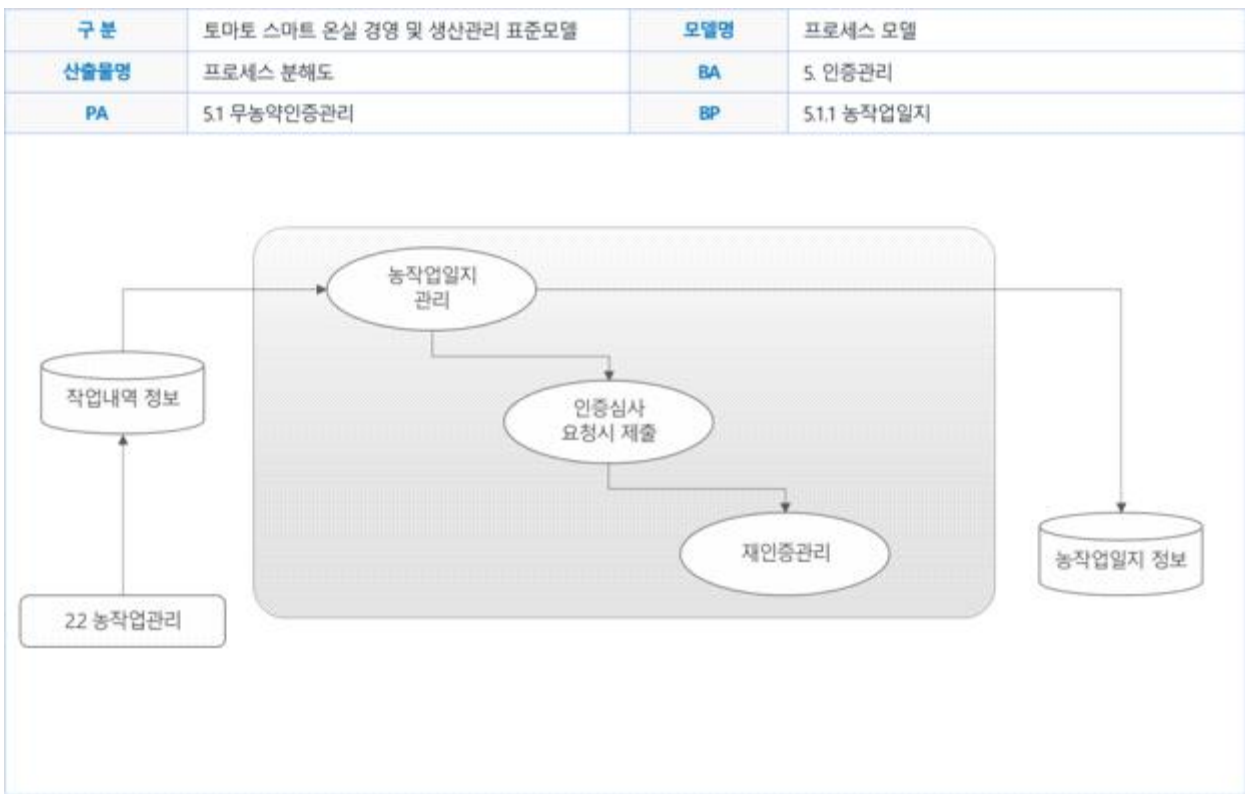 구 분 토마토 스마트 온실 경영 및 생산관리 표준모델 모델명 프로세스 모델
산출물명 프로세스 분해도 BA 5. 인증관리
PA 5.1 무농약인증관리 BP 5.1.1 농작업일지
농작업일지
관리
작업내역 정보
인증심사
요청시 제출
재인증관리
농작업일지 정보
2.2 농작업관리